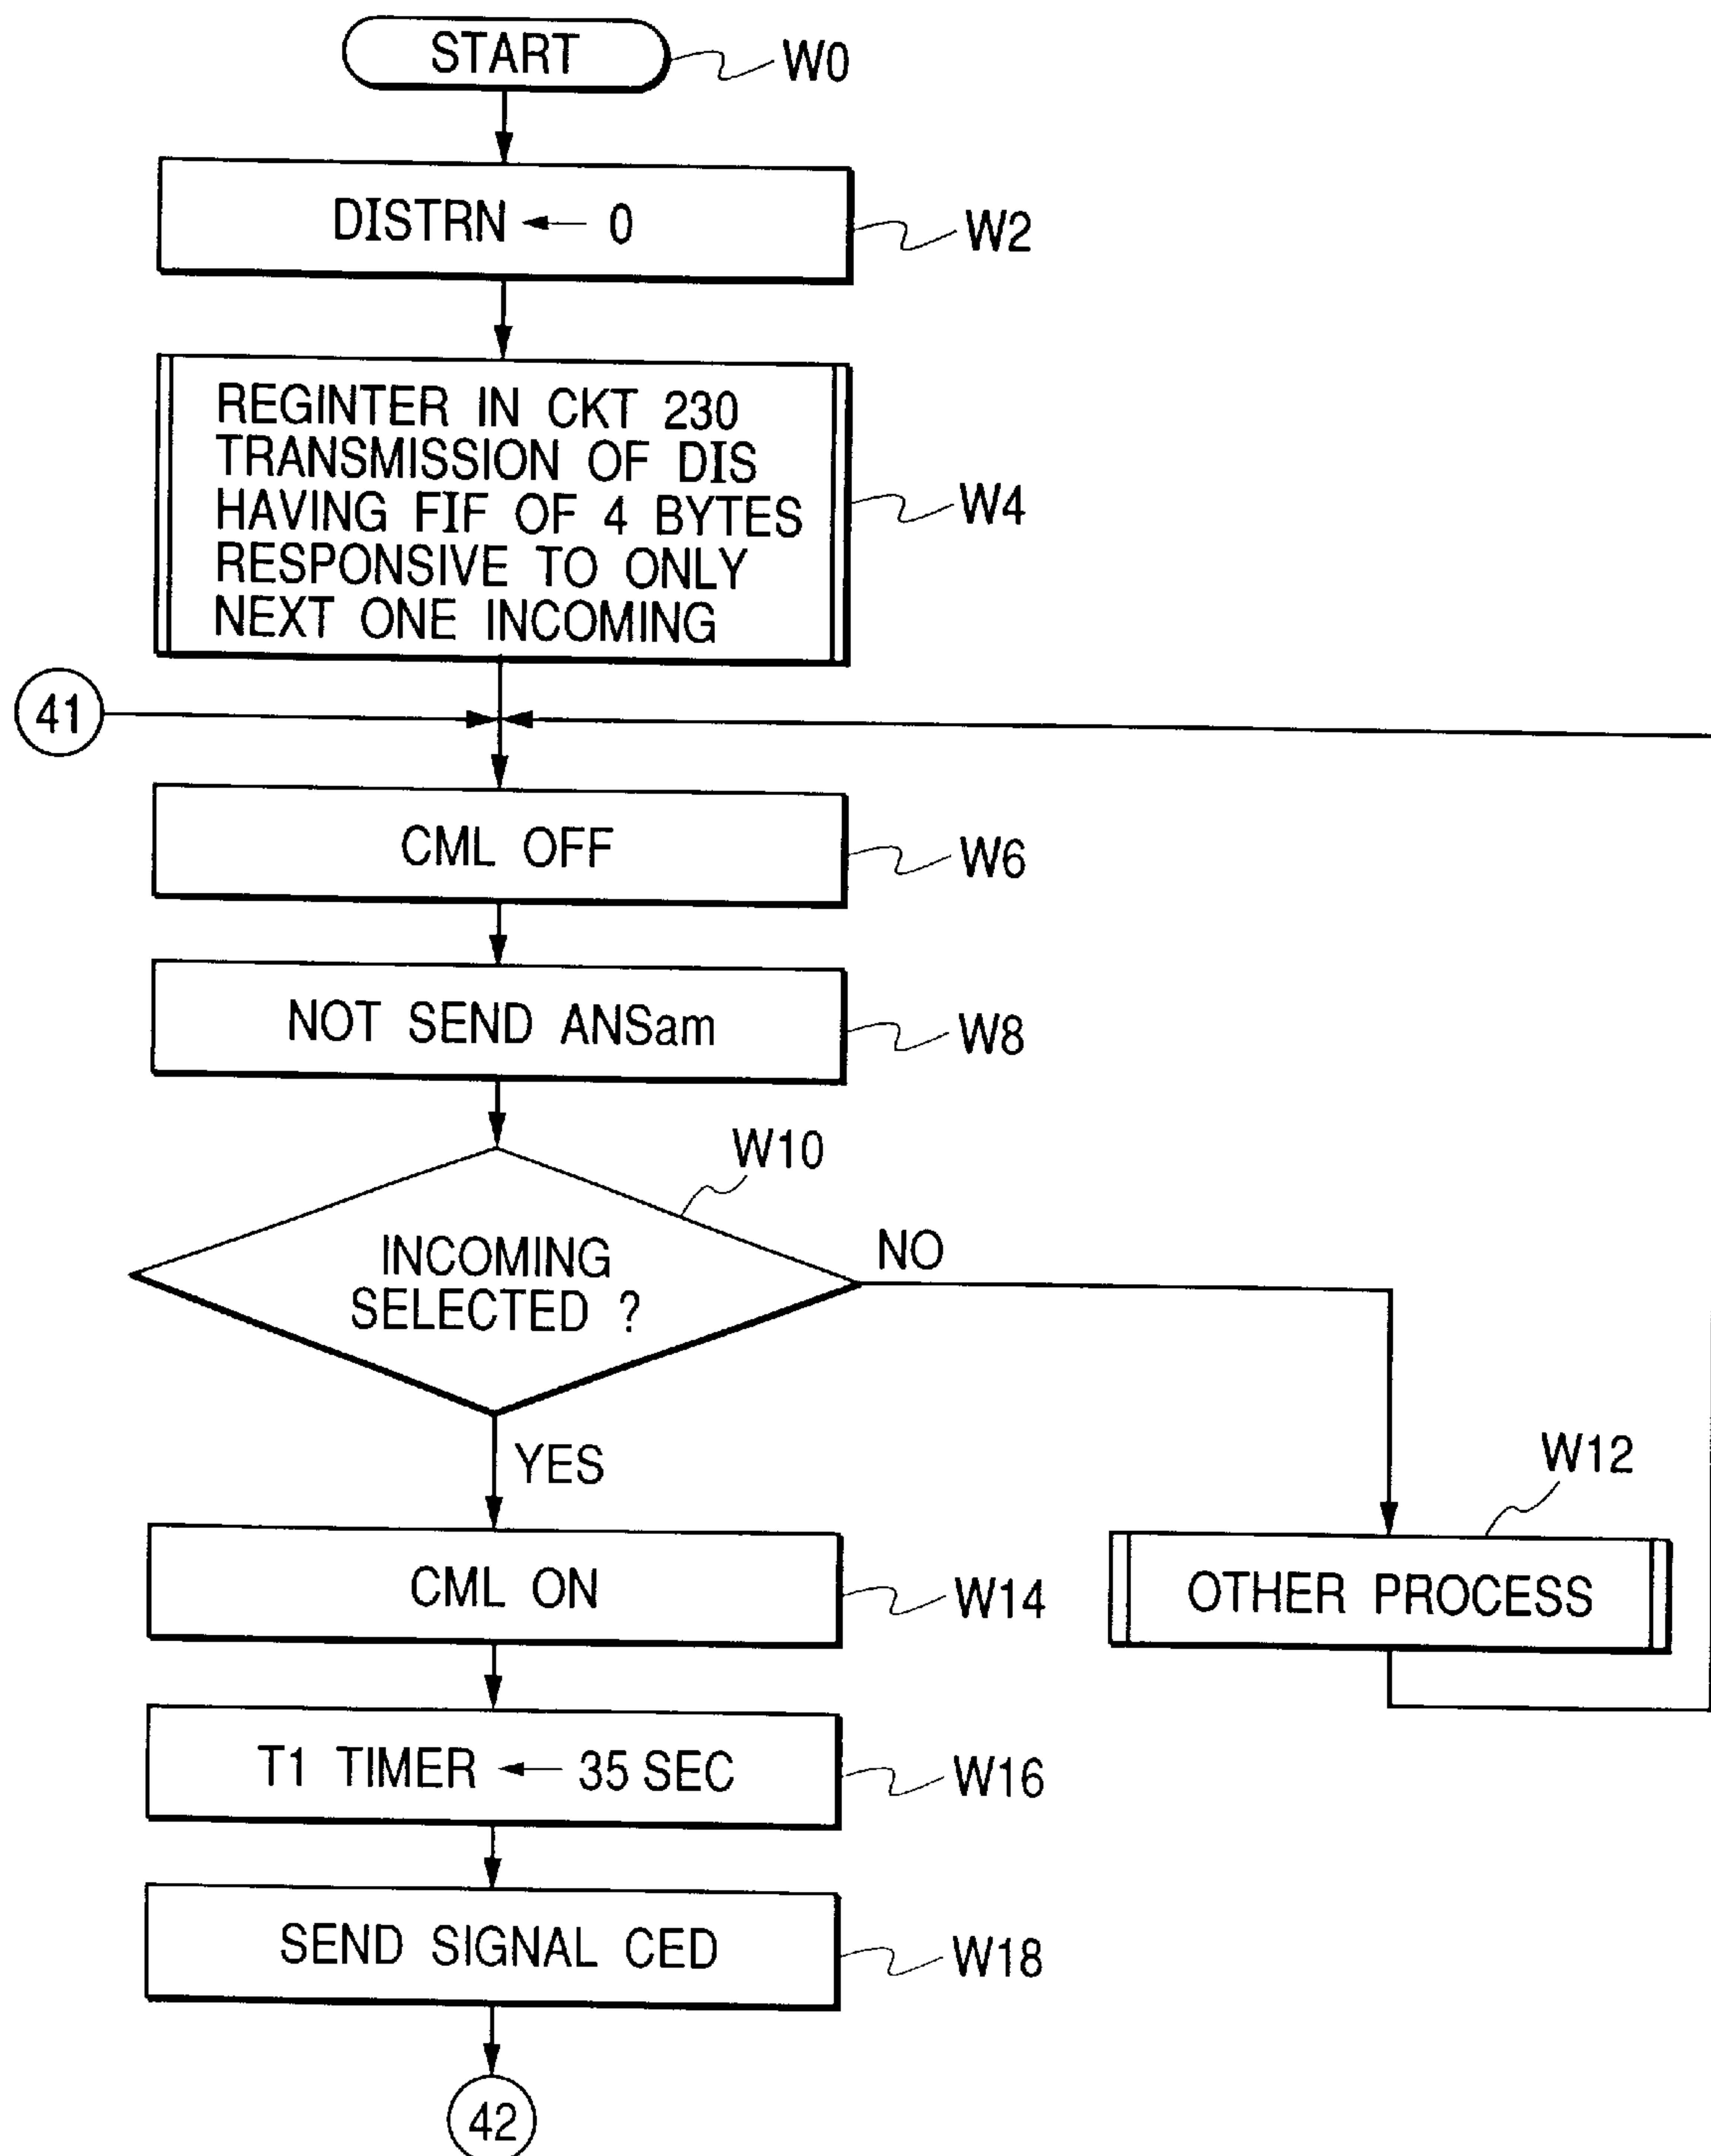 START
W0
DISTRN ← 0
W2
REGINTER IN CKT 230
TRANSMISSION OF DIS
HAVING FIF OF 4 BYTES
RESPONSIVE TO ONLY
NEXT ONE INCOMING
W4
41
CML OFF
W6
NOT SEND ANSam
W8
W10
INCOMING
SELECTED ?
NO
YES
W12
OTHER PROCESS
CML ON
W14
T1 TIMER ← 35 SEC
W16
SEND SIGNAL CED
W18
42